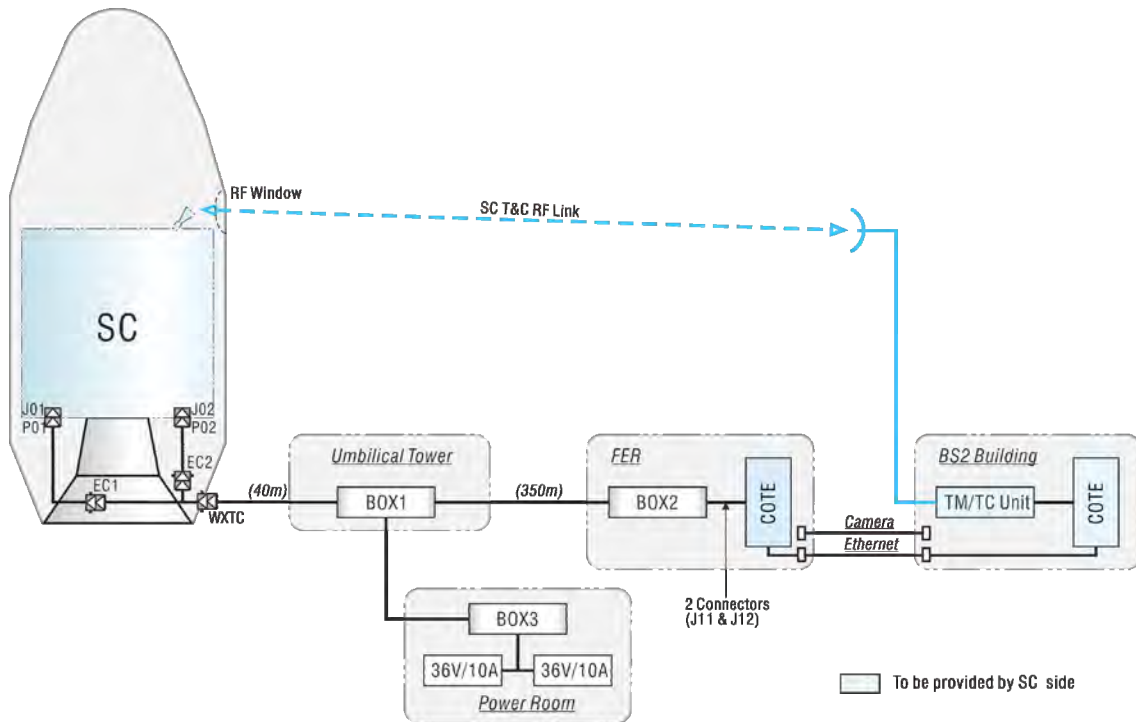 RF Window
SC T&C RF Link
SC
J01
P01
J02
P02
EC2
EC1
WXTC
(40m)
Umbilical Tower
BOX1
(350m)
FER
BOX2
COTE
Camera
Ethernet
BS2 Building
TM/TC Unit
COTE
2 Connectors
(J11 & J12)
BOX3
36V/10A
36V/10A
Power Room
To be provided by SC side